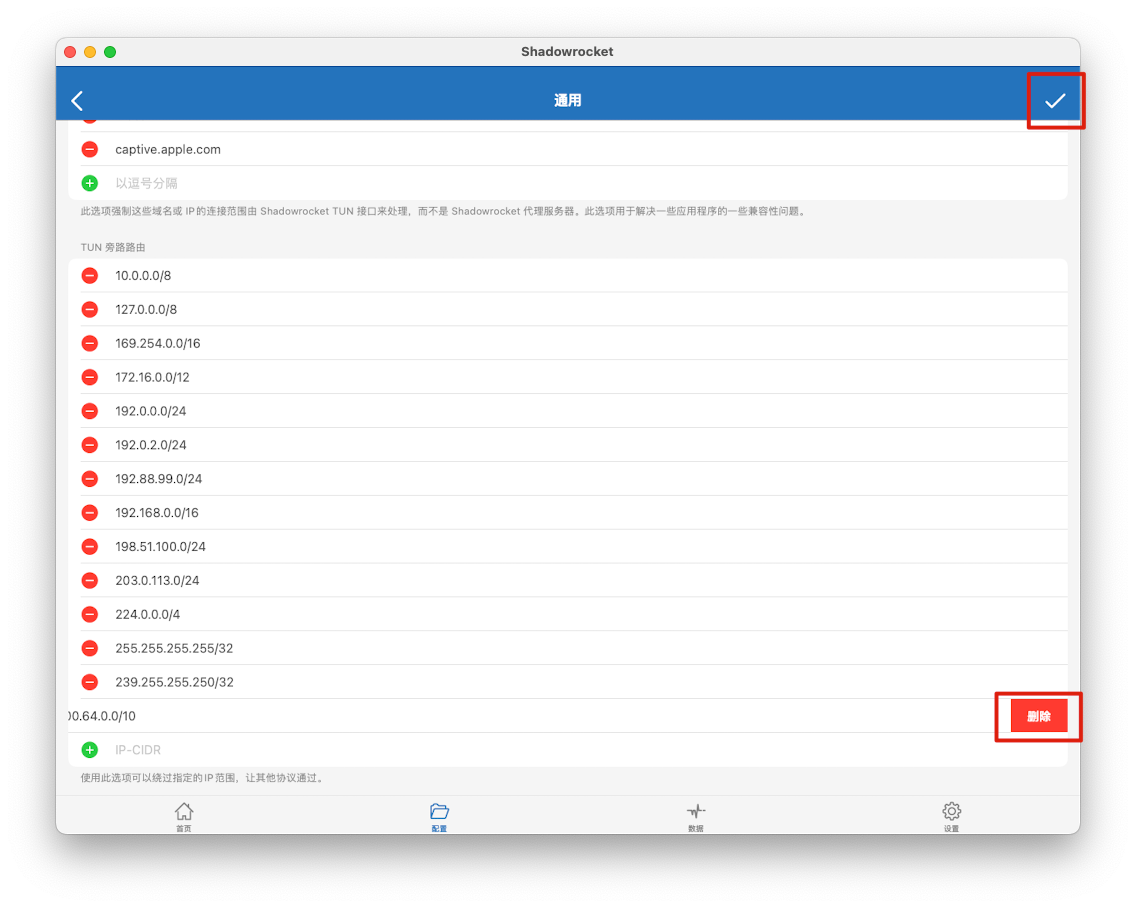 Shadowrocket
通用
captive.apple.com
以逗号分隔
此选项强制这些域名或 IP 的连接范围由 Shadowrocket TUN 接口来处理，而不是 Shadowrocket 代理服务器。此选项用于解决一些应用程序的一些兼容性问题。
TUN 旁路路由
10.0.0.0/8
127.0.0.0/8
169.254.0.0/16
172.16.0.0/12
192.0.0.0/24
192.0.2.0/24
192.88.99.0/24
192.168.0.0/16
198.51.100.0/24
203.0.113.0/24
224.0.0.0/4
255.255.255.255/32
239.255.255.250/32
00.64.0.0/10 删除
IP-CIDR
使用此选项可以绕过指定的 IP 范围，让其他协议通过。
首页 配置 数据 设置